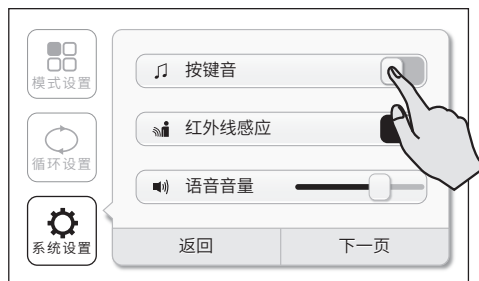 模式设置
循环设置
系统设置
按键音
红外线感应
语音音量
返回
下一页